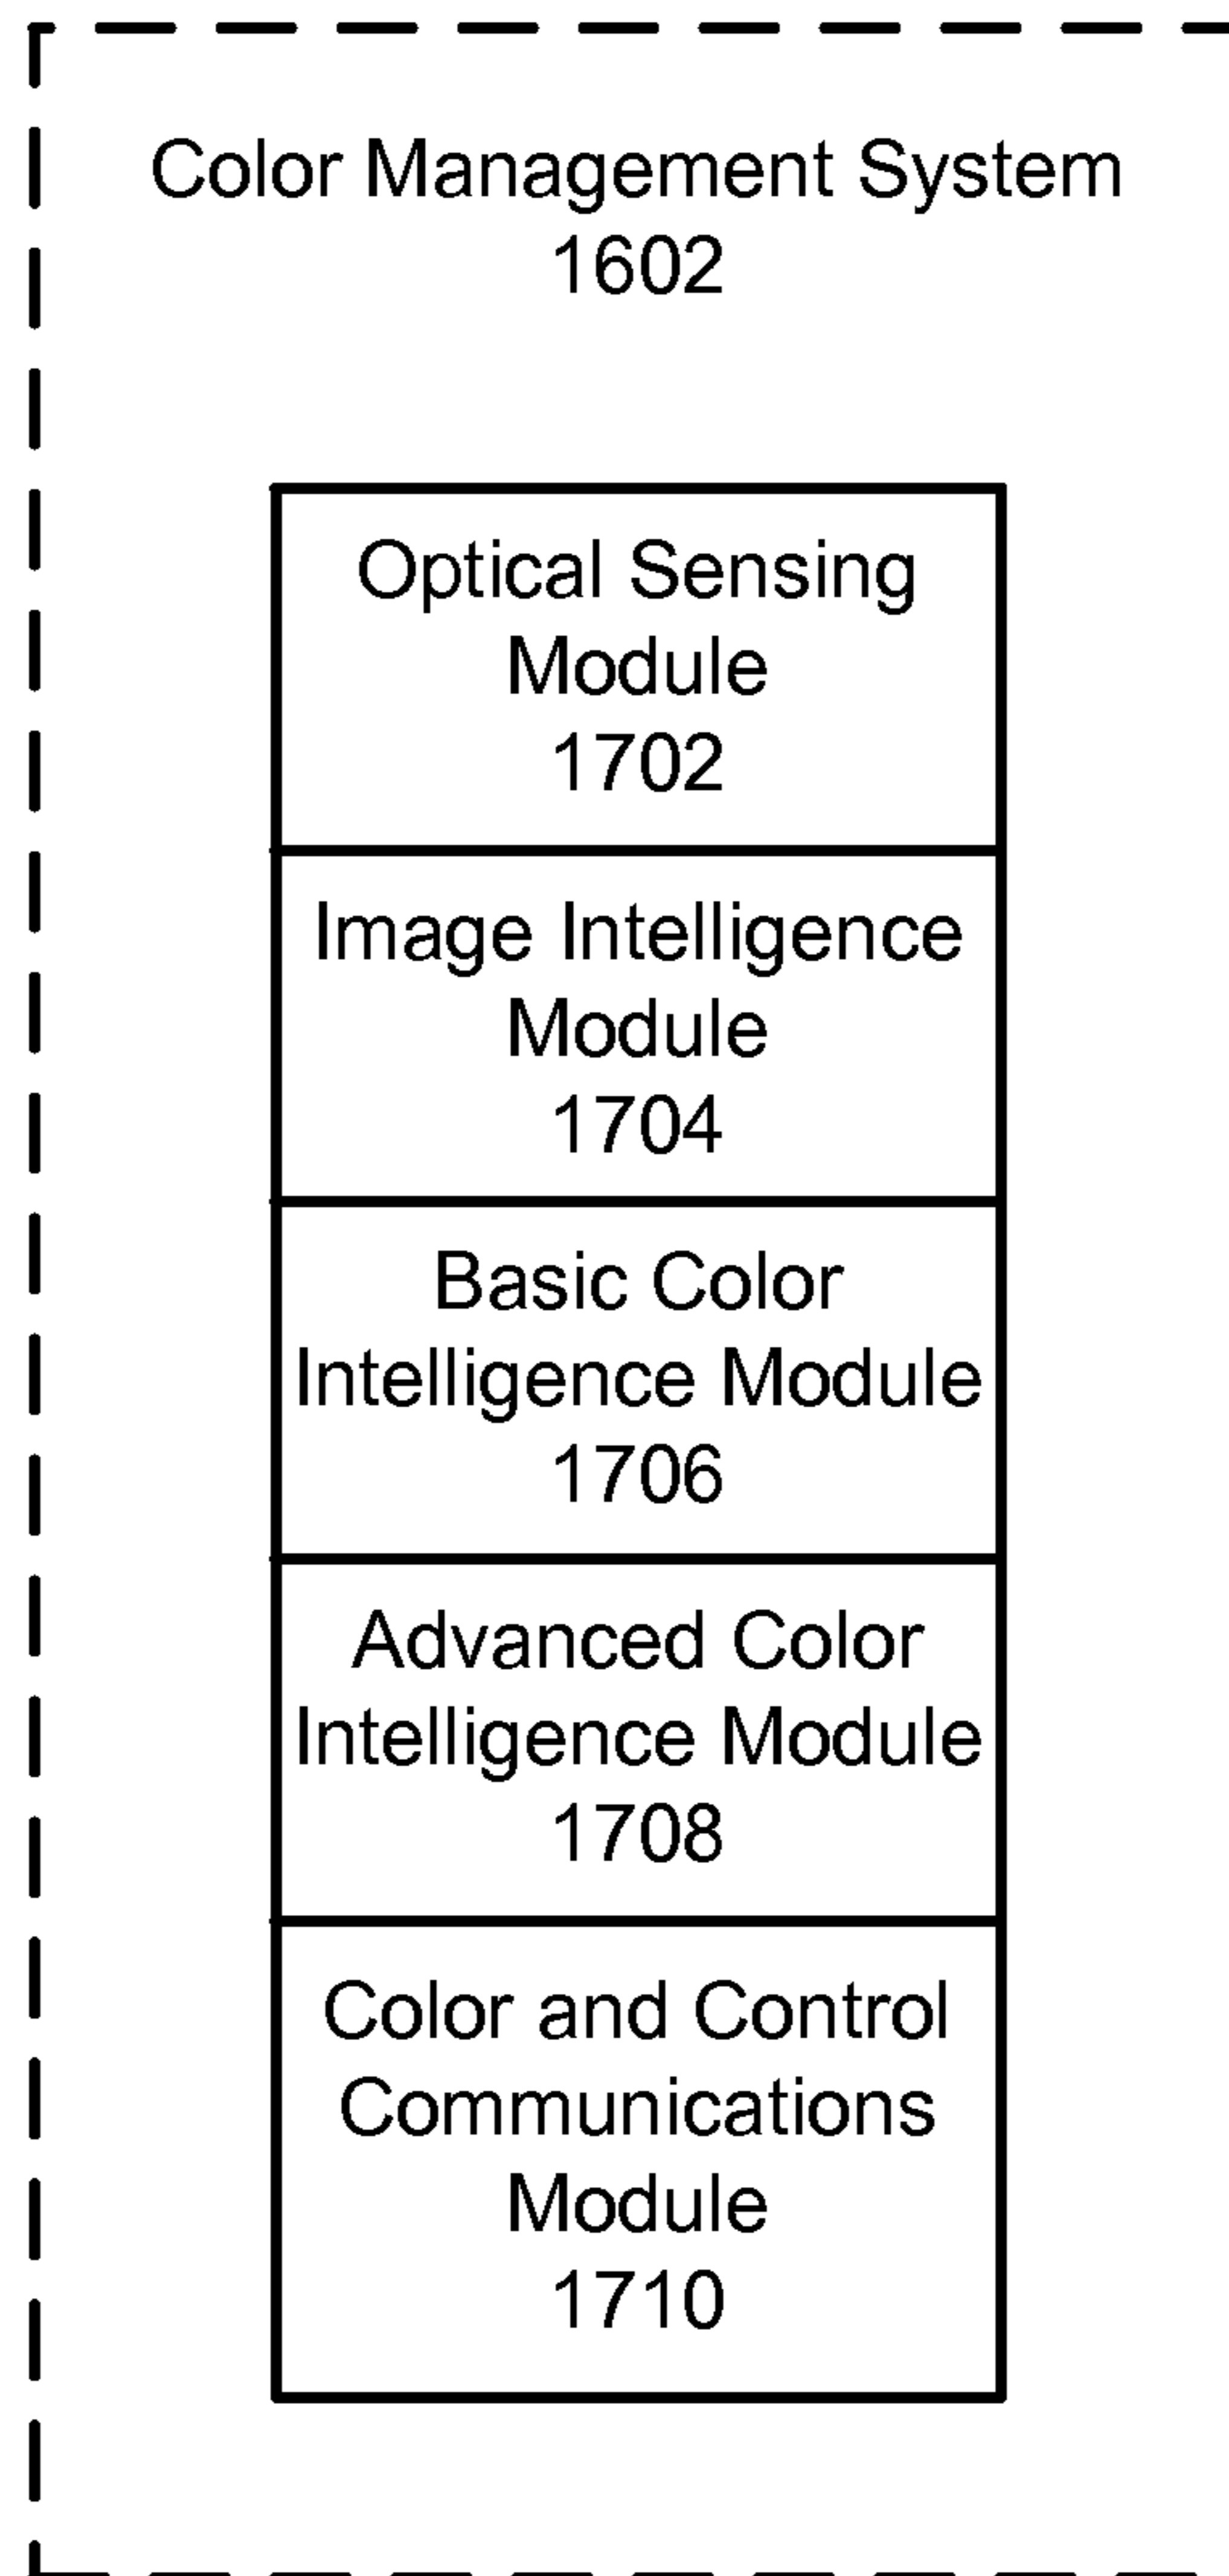 Color Management System
1602
Optical Sensing
Module
1702
Image Intelligence
Module
1704
Basic Color
Intelligence Module
1706
Advanced Color
Intelligence Module
1708
Color and Control
Communications
Module
1710